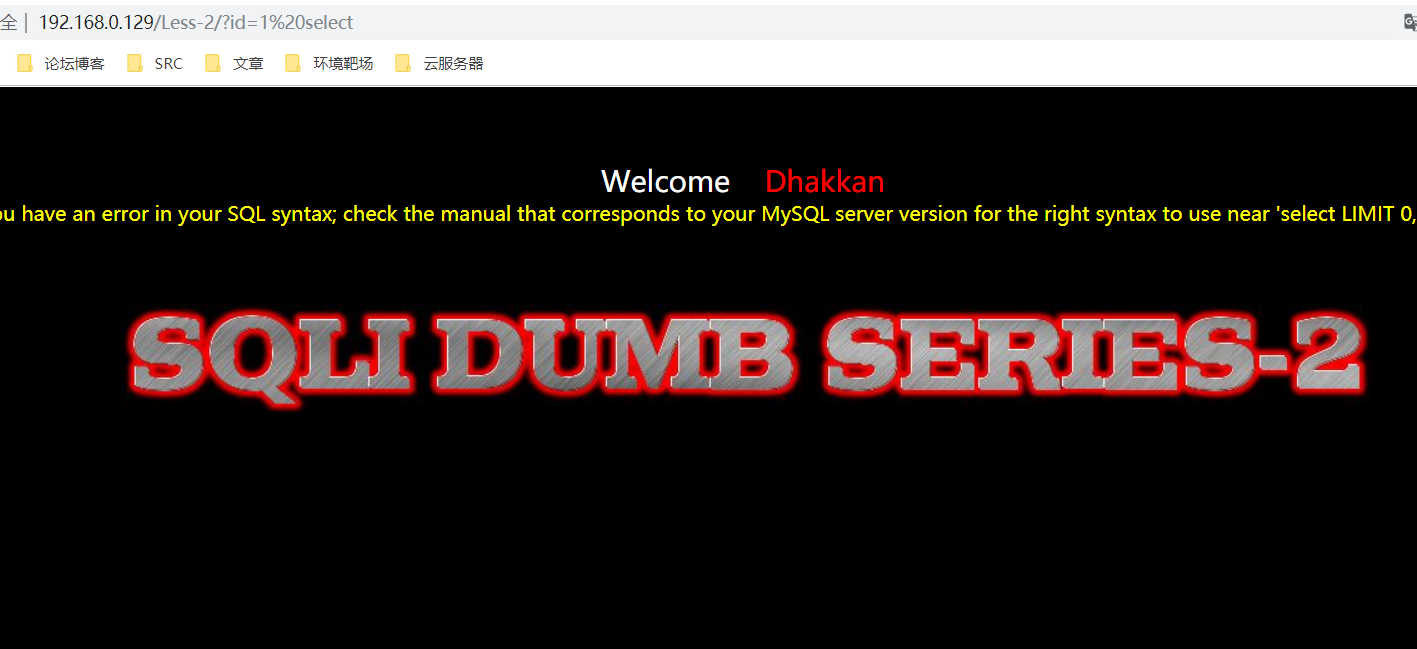 全 | 192.168.0.129/Less-2/?id=1%20select
论坛博客 SRC 文章 环境靶场 云服务器
Welcome Dhakkan
ou have an error in your SQL syntax; check the manual that corresponds to your MySQL server version for the right syntax to use near 'select LIMIT 0,
SQLI DUMB SERIES-2